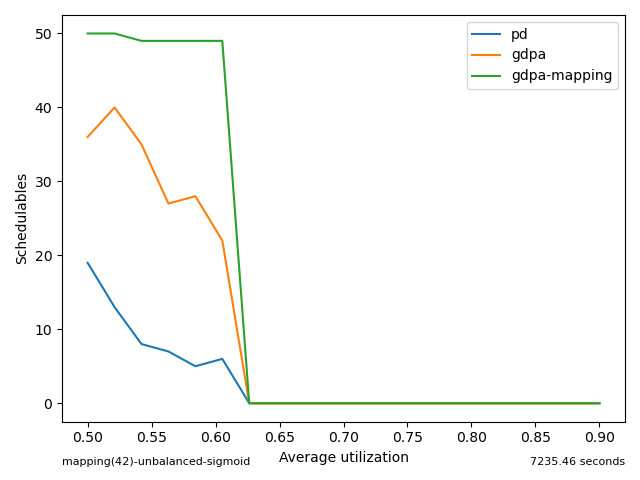 pd
gdpa
gdpa-mapping
50
40
30
20
10
0
Schedulables
0.50 0.55 0.60 0.65 0.70 0.75 0.80 0.85 0.90
Average utilization
mapping(42)-unbalanced-sigmoid
7235.46 seconds